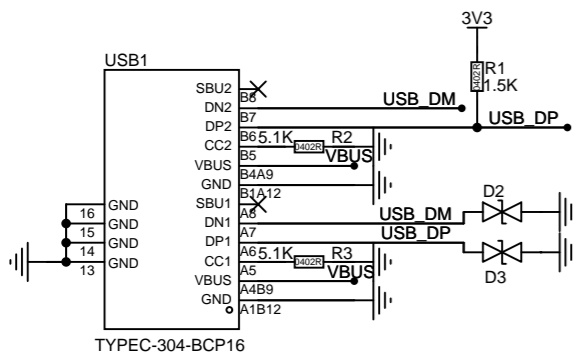 3V3
USB1
R1
0402R
1.5K
SBU2
B8
DN2
USB_DM
B7
DP2
USB_DP
B6
CC2
5.1K
0402R
R2
B5
VBUS
VBUS
B4A9
GND
B1A12
SBU1
A8
DN1
USB_DM
D2
A7
DP1
USB_DP
A6
CC1
5.1K
0402R
R3
D3
A5
VBUS
VBUS
A4B9
GND
A1B12
GND
16
GND
15
GND
14
GND
13
TYPEC-304-BCP16